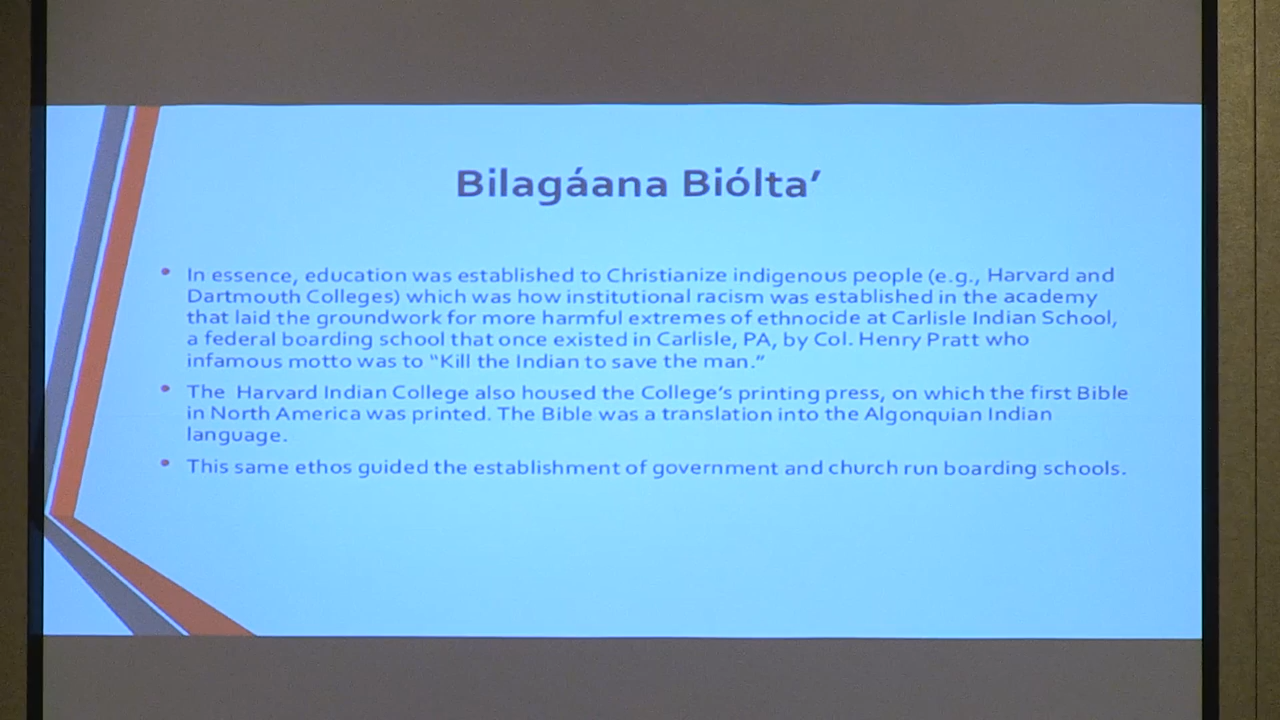 Bilagáana Biólta’
• In essence, education was established to Christianize indigenous people (e.g., Harvard and
Dartmouth Colleges) which was how institutional racism was established in the academy
that laid the groundwork for more harmful extremes of ethnocide at Carlisle Indian School,
a federal boarding school that once existed in Carlisle, PA, by Col. Henry Pratt who
infamous motto was to “Kill the Indian to save the man.”
• The Harvard Indian College also housed the College’s printing press, on which the first Bible
in North America was printed. The Bible was a translation into the Algonquian Indian
language.
• This same ethos guided the establishment of government and church run boarding schools.